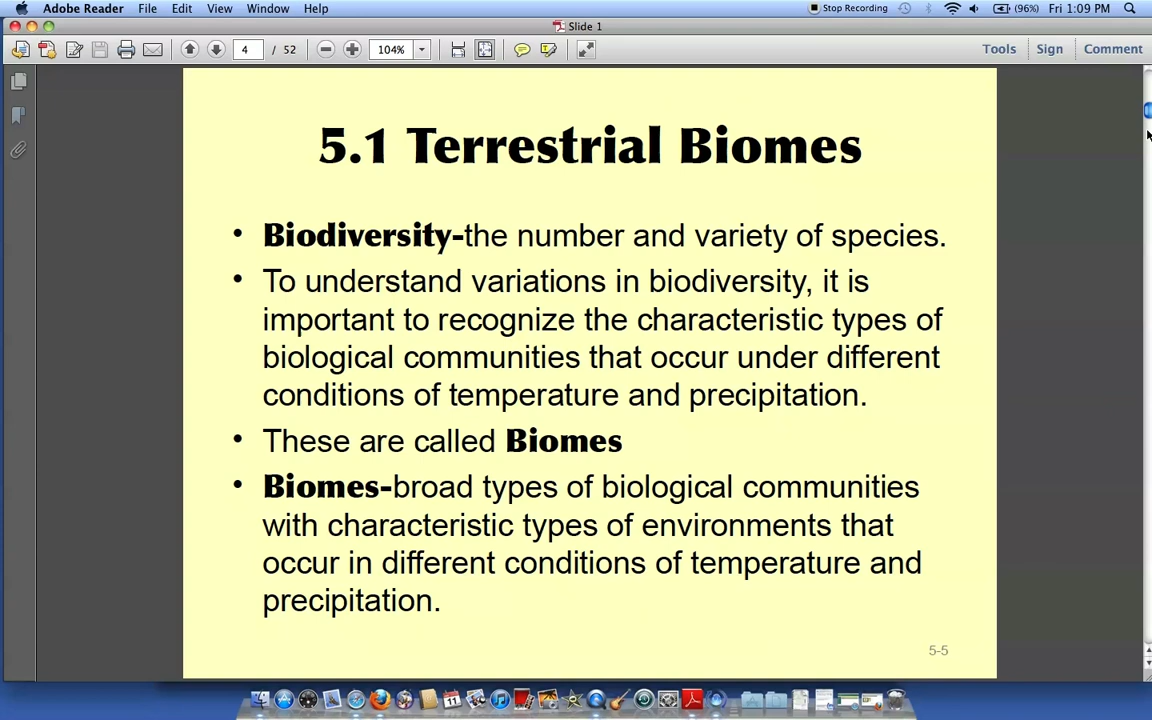 Adobe Reader File Edit View Window Help Stop Recording (96%) Fri 1:09 PM
Slide 1
4 / 52 104% Tools Sign Comment
5.1 Terrestrial Biomes
• Biodiversity-the number and variety of species.
• To understand variations in biodiversity, it is
important to recognize the characteristic types of
biological communities that occur under different
conditions of temperature and precipitation.
• These are called Biomes
• Biomes-broad types of biological communities
with characteristic types of environments that
occur in different conditions of temperature and
precipitation.
5-5